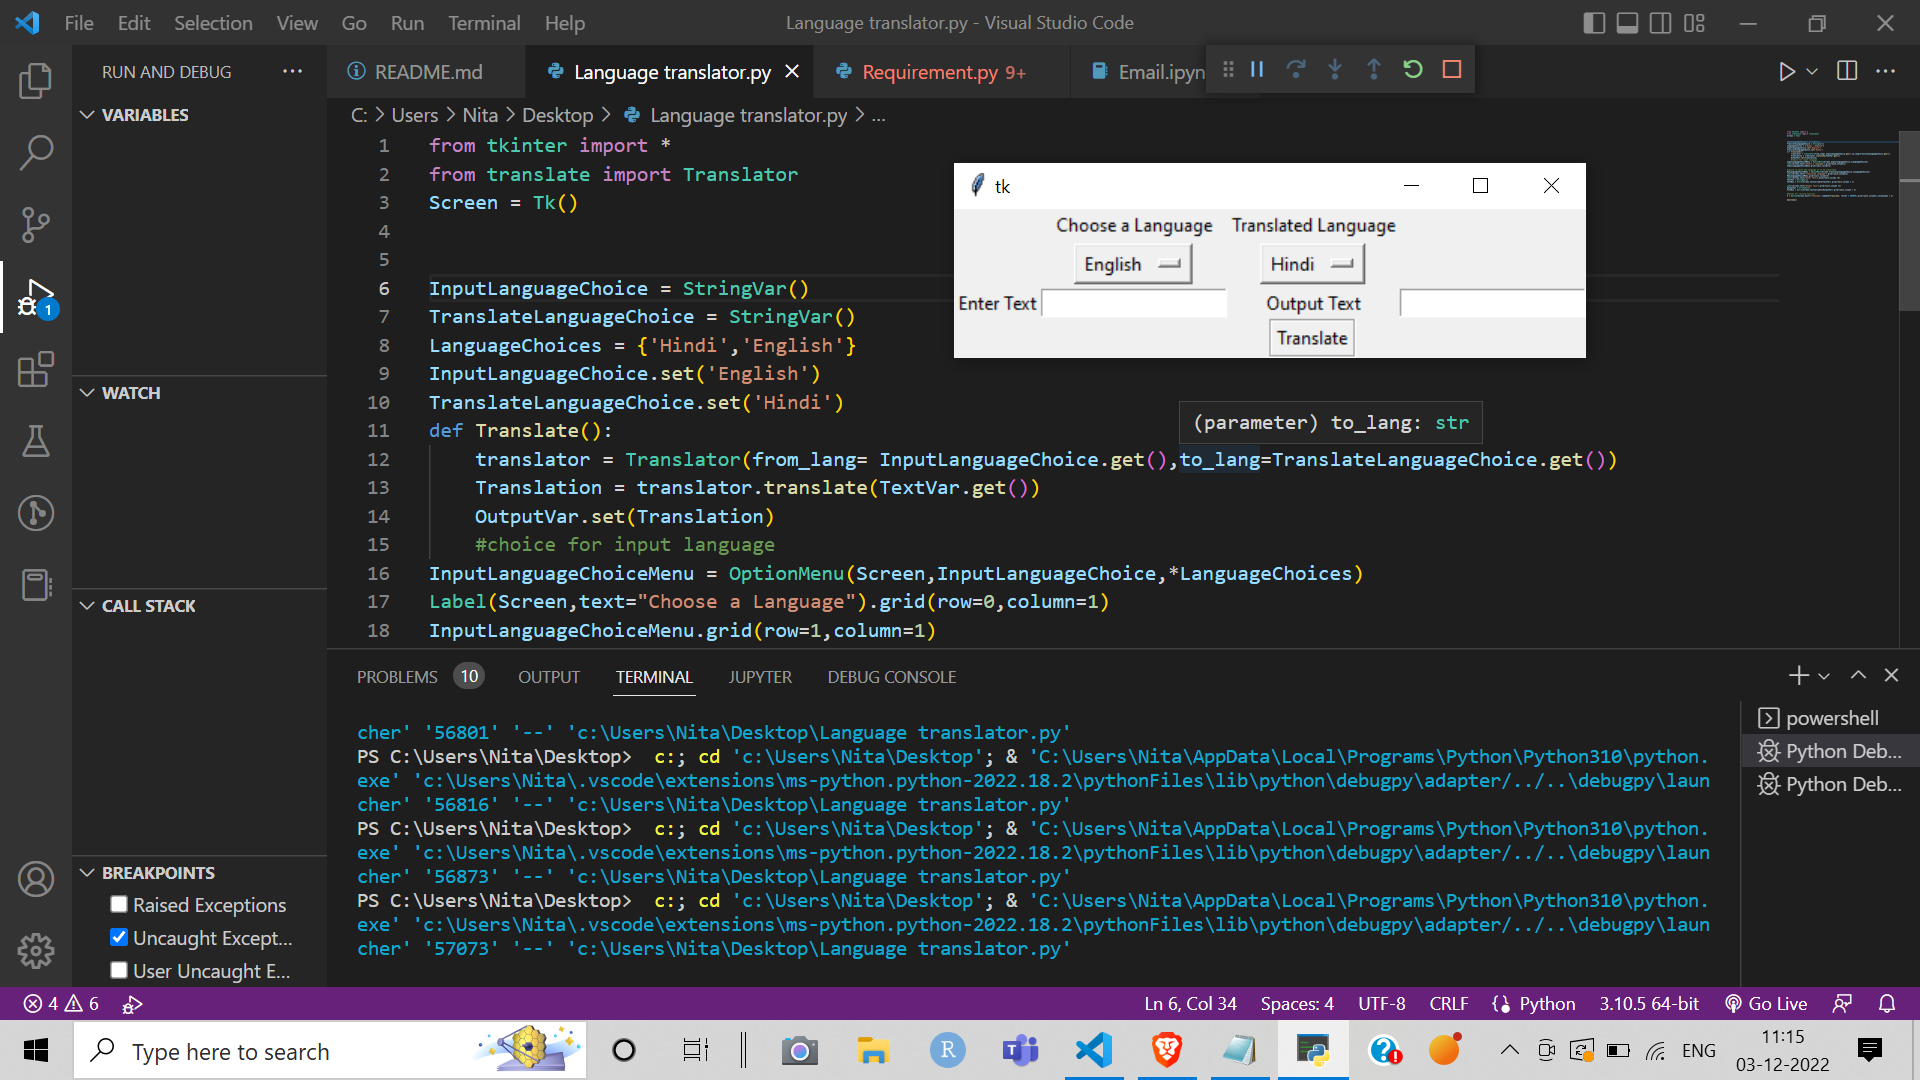 File Edit Selection View Go Run Terminal Help
Language translator.py - Visual Studio Code
RUN AND DEBUG ...
README.md
Language translator.py
Requirement.py 9+
Email.ipyn
VARIABLES
C: > Users > Nita > Desktop > Language translator.py > ...
1 from tkinter import *
2 from translate import Translator
3 Screen = Tk()
4
5
6 InputLanguageChoice = StringVar()
7 TranslateLanguageChoice = StringVar()
8 LanguageChoices = {'Hindi','English'}
9 InputLanguageChoice.set('English')
10 TranslateLanguageChoice.set('Hindi')
11 def Translate():
12 translator = Translator(from_lang= InputLanguageChoice.get(),to_lang=TranslateLanguageChoice.get())
13 Translation = translator.translate(TextVar.get())
14 OutputVar.set(Translation)
15 #choice for input language
16 InputLanguageChoiceMenu = OptionMenu(Screen,InputLanguageChoice,*LanguageChoices)
17 Label(Screen,text="Choose a Language").grid(row=0,column=1)
18 InputLanguageChoiceMenu.grid(row=1,column=1)
tk
Choose a Language Translated Language
English Hindi
Enter Text Output Text
Translate
(parameter) to_lang: str
1
WATCH
CALL STACK
BREAKPOINTS
Raised Exceptions
Uncaught Except...
User Uncaught E...
PROBLEMS 10 OUTPUT TERMINAL JUPYTER DEBUG CONSOLE
cher' '56801' '--' 'c:\Users\Nita\Desktop\Language translator.py'
PS C:\Users\Nita\Desktop> c:; cd 'c:\Users\Nita\Desktop'; & 'C:\Users\Nita\AppData\Local\Programs\Python\Python310\python.
exe' 'c:\Users\Nita\.vscode\extensions\ms-python.python-2022.18.2\pythonFiles\lib\python\debugpy\adapter/../..\debugpy\laun
cher' '56816' '--' 'c:\Users\Nita\Desktop\Language translator.py'
PS C:\Users\Nita\Desktop> c:; cd 'c:\Users\Nita\Desktop'; & 'C:\Users\Nita\AppData\Local\Programs\Python\Python310\python.
exe' 'c:\Users\Nita\.vscode\extensions\ms-python.python-2022.18.2\pythonFiles\lib\python\debugpy\adapter/../..\debugpy\laun
cher' '56873' '--' 'c:\Users\Nita\Desktop\Language translator.py'
PS C:\Users\Nita\Desktop> c:; cd 'c:\Users\Nita\Desktop'; & 'C:\Users\Nita\AppData\Local\Programs\Python\Python310\python.
exe' 'c:\Users\Nita\.vscode\extensions\ms-python.python-2022.18.2\pythonFiles\lib\python\debugpy\adapter/../..\debugpy\laun
cher' '57073' '--' 'c:\Users\Nita\Desktop\Language translator.py'
powershell
Python Deb...
Python Deb...
4 6
Ln 6, Col 34 Spaces: 4 UTF-8 CRLF Python 3.10.5 64-bit Go Live
Type here to search
R
ENG
11:15
03-12-2022